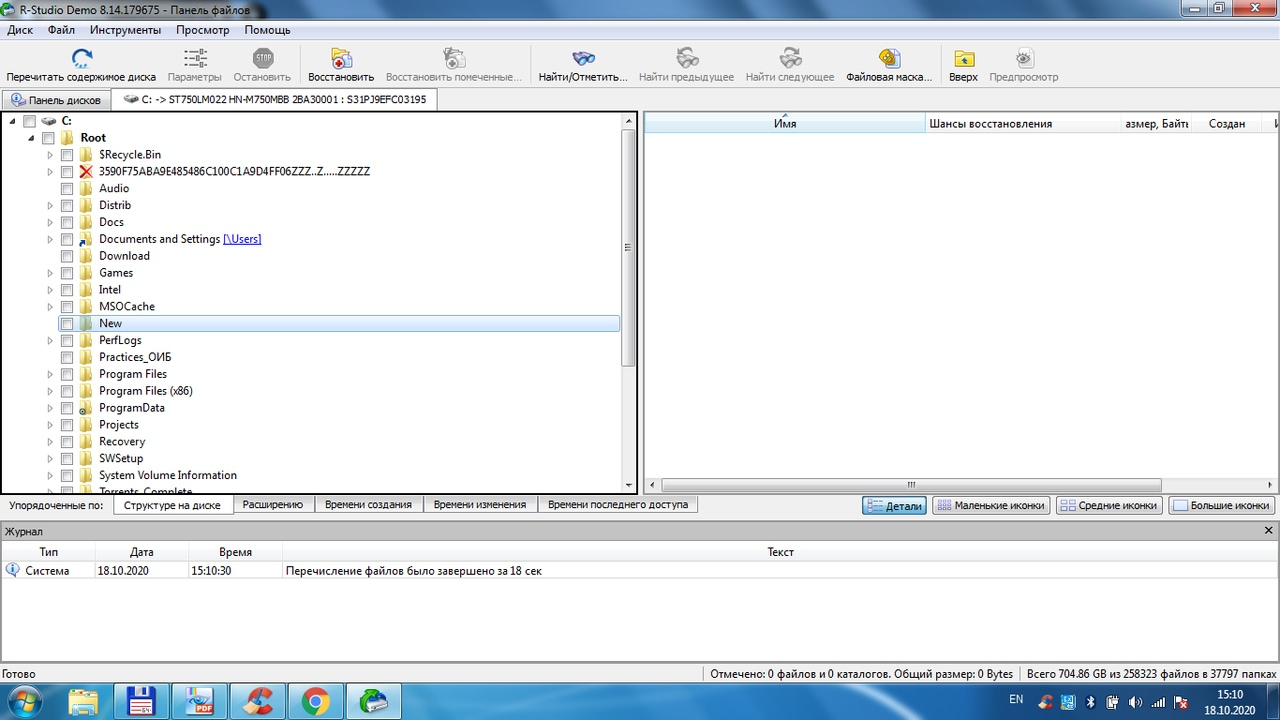 R-Studio Demo 8.14.179675 - Панель файлов
Диск Файл Инструменты Просмотр Помощь
Перечитать содержимое диска Параметры Остановить Восстановить Восстановить помеченные... Найти/Отметить... Найти предыдущее Найти следующее Файловая маска... Вверх Предпросмотр
Панель дисков C: -> ST750LM022 HN-M750MBB 2BA30001 : S31PJ9EFC03195
C:
Root
$Recycle.Bin
3590F75ABA9E485486C100C1A9D4FF06ZZZ..Z.....ZZZZZ
Audio
Distrib
Docs
Documents and Settings [\Users]
Download
Games
Intel
MSOCache
New
PerfLogs
Practices_ОИБ
Program Files
Program Files (x86)
ProgramData
Projects
Recovery
SWSetup
System Volume Information
Torrents_Complete
Имя Шансы восстановления азмер, Байты Создан И
Упорядоченные по: Структуре на диске Расширению Времени создания Времени изменения Времени последнего доступа Детали Маленькие иконки Средние иконки Большие иконки
Журнал
Тип Дата Время Текст
Система 18.10.2020 15:10:30 Перечисление файлов было завершено за 18 сек
Готово Отмечено: 0 файлов и 0 каталогов. Общий размер: 0 Bytes Всего 704.86 GB из 258323 файлов в 37797 папках
STOP
64
PDF
EN
15:10
18.10.2020